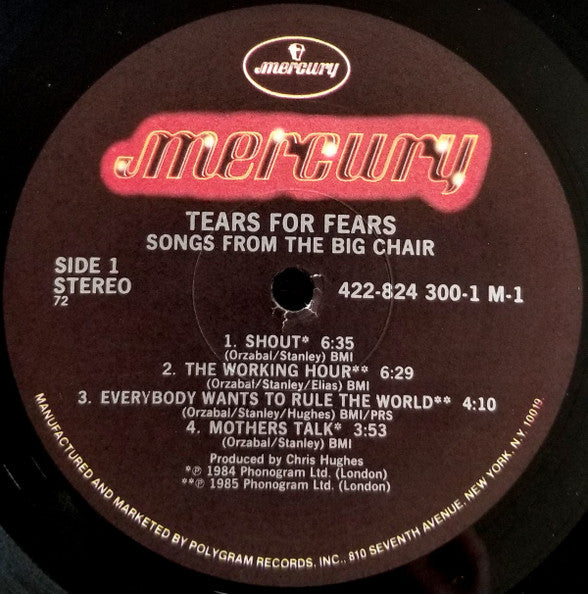 mercury
mercury
TEARS FOR FEARS
SONGS FROM THE BIG CHAIR
SIDE 1
STEREO
72
422-824 300-1 M-1
1. SHOUT* 6:35
(Orzabal/Stanley) BMI
2. THE WORKING HOUR** 6:29
(Orzabal/Stanley/Elias) BMI
3. EVERYBODY WANTS TO RULE THE WORLD** 4:10
(Orzabal/Stanley/Hughes) BMI/PRS
4. MOTHERS TALK* 3:53
(Orzabal/Stanley) BMI
Produced by Chris Hughes
*℗ 1984 Phonogram Ltd. (London)
**℗ 1985 Phonogram Ltd. (London)
MANUFACTURED AND MARKETED BY POLYGRAM RECORDS, INC., 810 SEVENTH AVENUE, NEW YORK, N.Y. 10019.